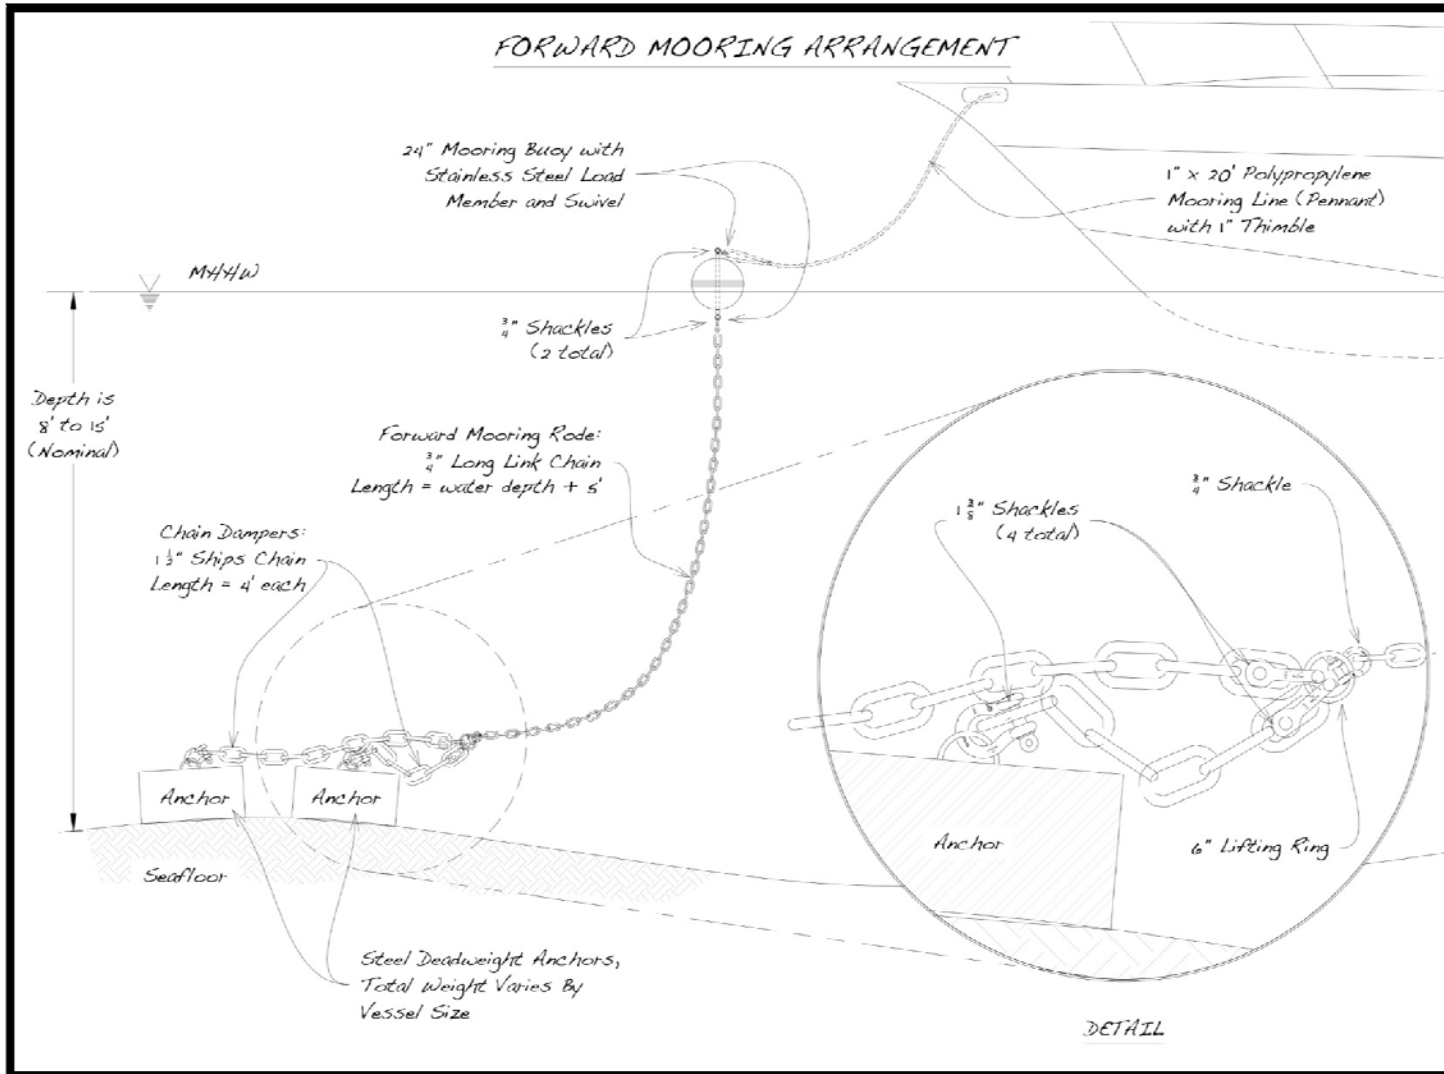 FORWARD MOORING ARRANGEMENT
24" Mooring Buoy with
Stainless Steel Load
Member and Swivel
1" x 20' Polypropylene
Mooring Line (Pennant)
with 1" Thimble
MHHW
3/4" Shackles
(2 total)
Depth is
8' to 15'
(Nominal)
Forward Mooring Rode:
3/4" Long Link Chain
Length = water depth + 5'
Chain Dampers:
1 1/2" Ships Chain
Length = 4' each
1 3/8" Shackles
(4 total)
3/4" Shackle
Anchor
Anchor
Anchor
6" Lifting Ring
Seafloor
Steel Deadweight Anchors,
Total Weight Varies By
Vessel Size
DETAIL